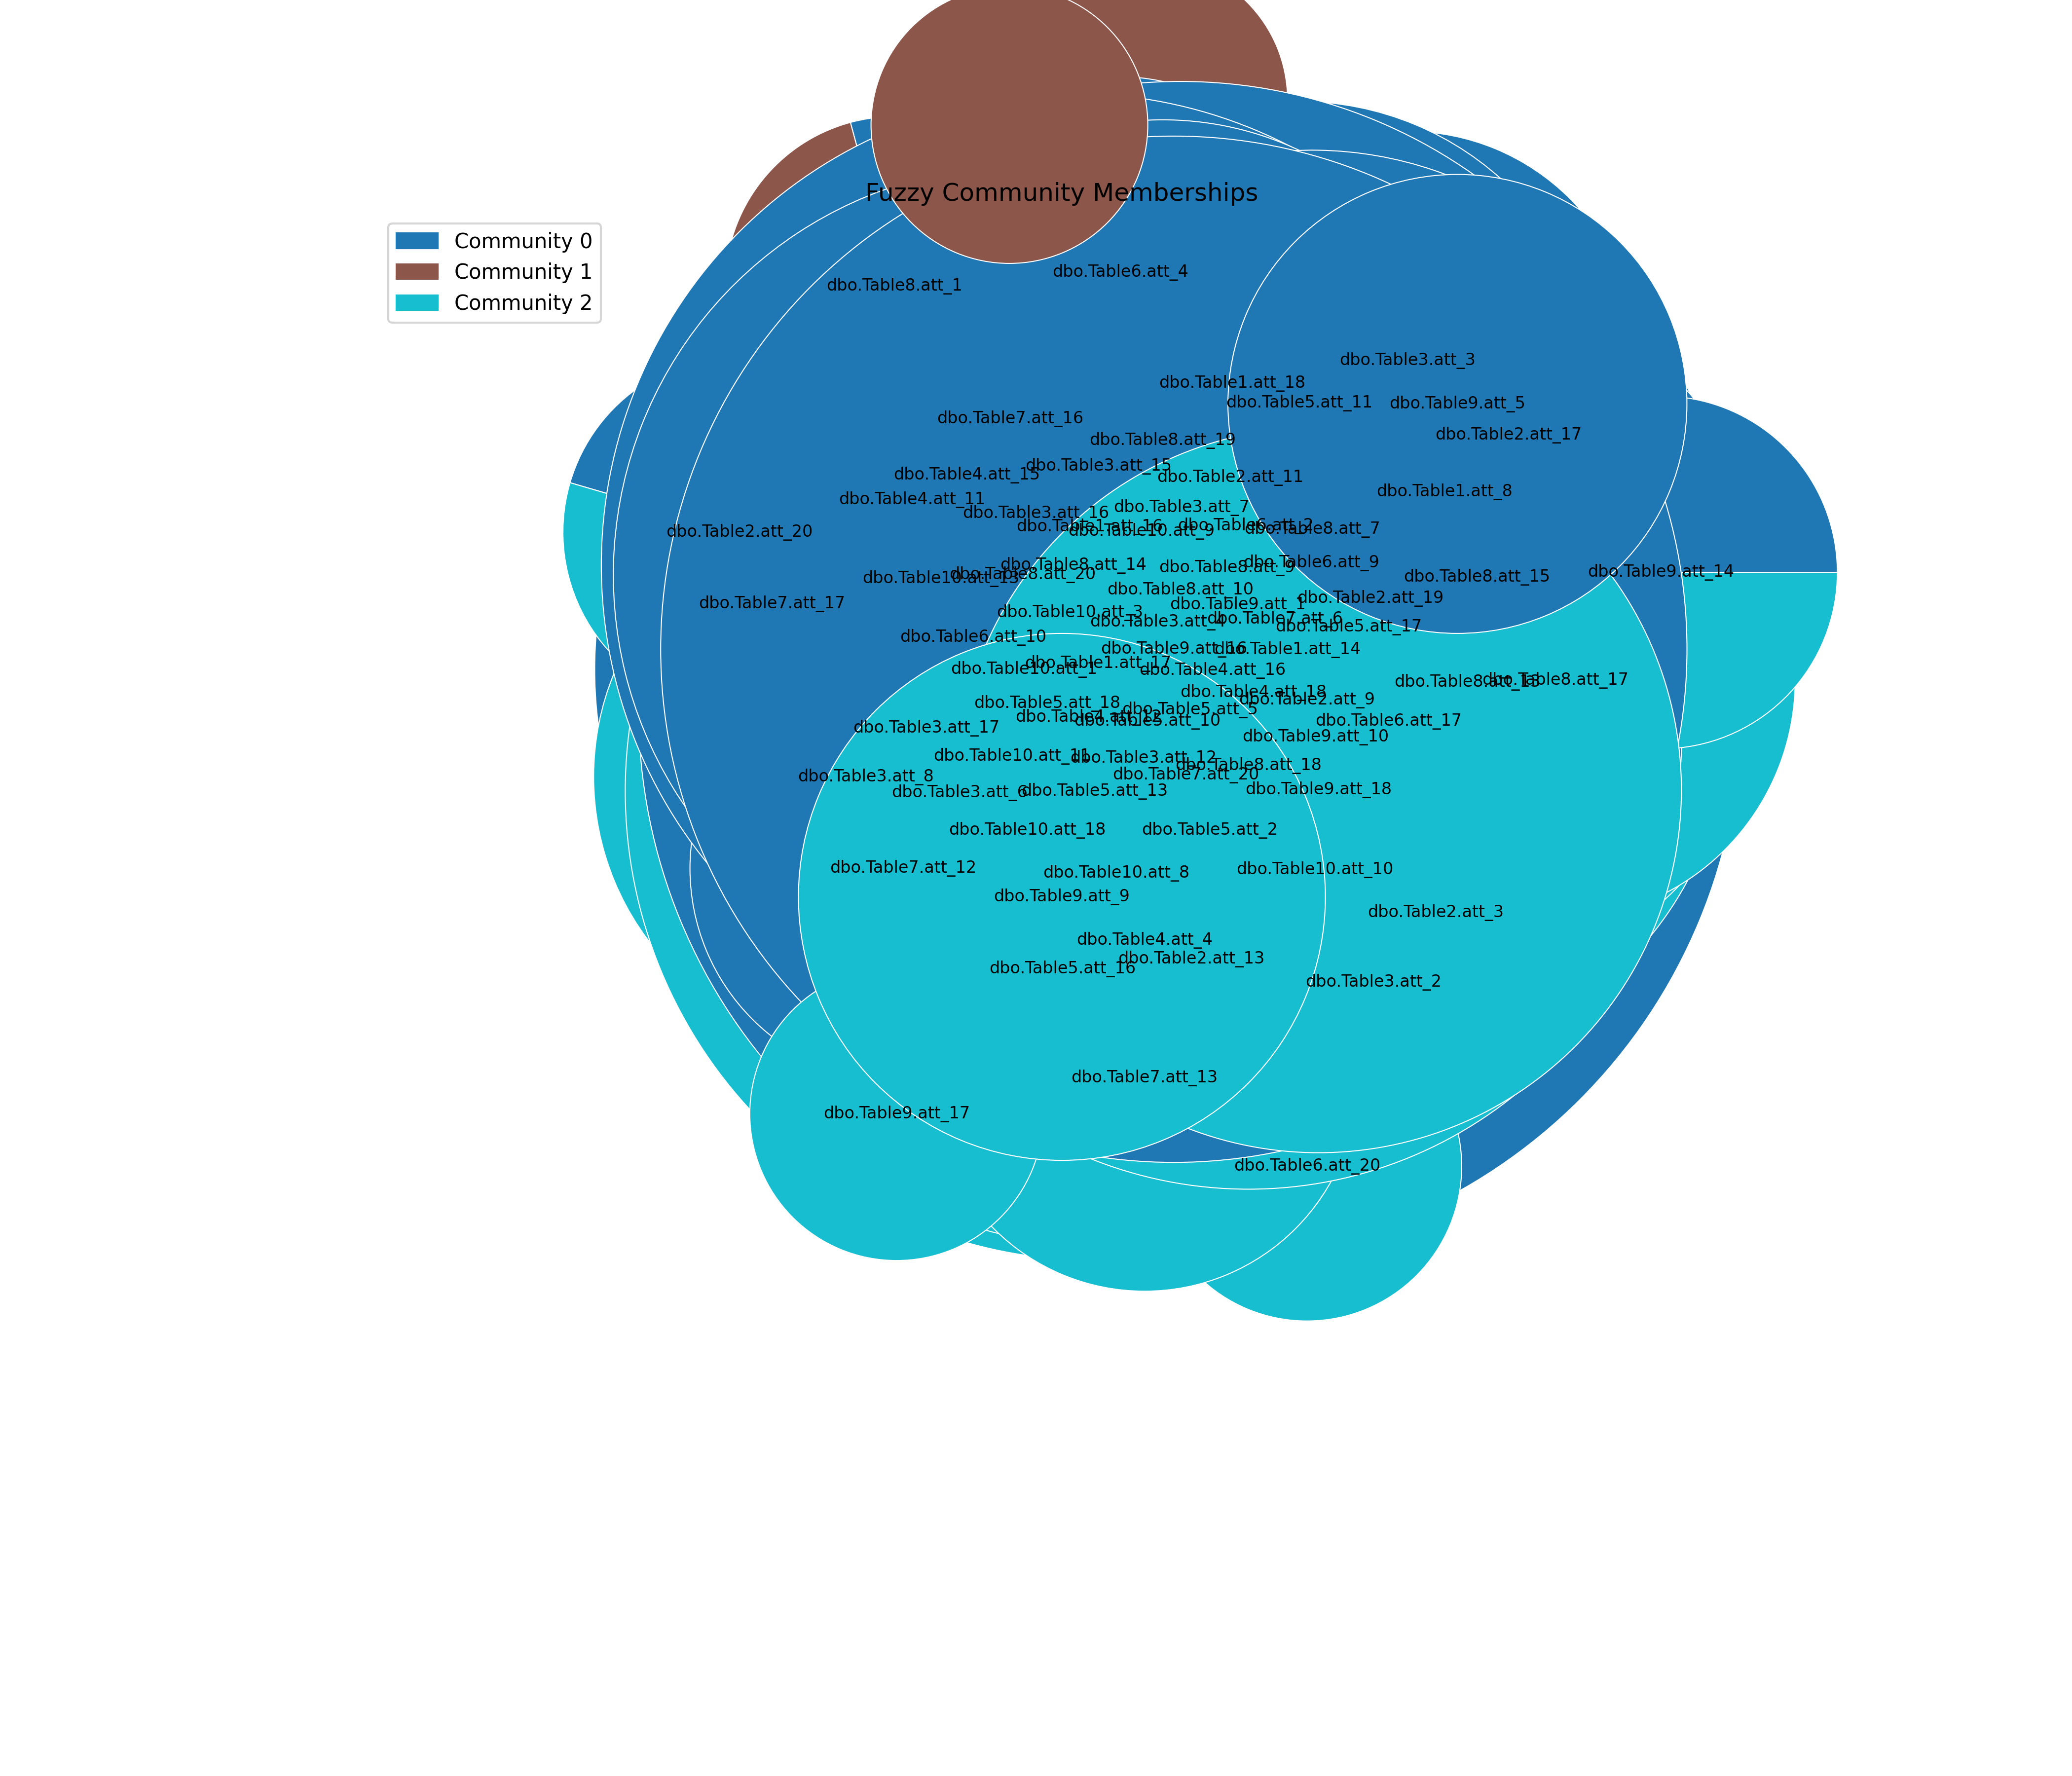 Fuzzy Community Memberships
Community 0
Community 1
Community 2
dbo.Table6.att_4
dbo.Table8.att_1
dbo.Table3.att_3
dbo.Table1.att_18
dbo.Table5.att_11
dbo.Table9.att_5
dbo.Table7.att_16
dbo.Table2.att_17
dbo.Table8.att_19
dbo.Table3.att_15
dbo.Table4.att_15
dbo.Table2.att_11
dbo.Table1.att_8
dbo.Table4.att_11
dbo.Table3.att_7
dbo.Table3.att_16
dbo.Table1.att_16
dbo.Table6.att_2
dbo.Table8.att_7
dbo.Table10.att_9
dbo.Table2.att_20
dbo.Table6.att_9
dbo.Table8.att_14
dbo.Table8.att_9
dbo.Table9.att_14
dbo.Table8.att_20
dbo.Table10.att_13
dbo.Table8.att_15
dbo.Table8.att_10
dbo.Table2.att_19
dbo.Table7.att_17
dbo.Table9.att_1
dbo.Table10.att_3
dbo.Table7.att_6
dbo.Table3.att_4
dbo.Table5.att_17
dbo.Table6.att_10
dbo.Table9.att_16
dbo.Table1.att_14
dbo.Table1.att_17
dbo.Table10.att_1
dbo.Table4.att_16
dbo.Table8.att_13
dbo.Table8.att_17
dbo.Table4.att_18
dbo.Table2.att_9
dbo.Table5.att_18
dbo.Table5.att_5
dbo.Table4.att_12
dbo.Table5.att_10
dbo.Table6.att_17
dbo.Table3.att_17
dbo.Table9.att_10
dbo.Table10.att_11
dbo.Table3.att_12
dbo.Table8.att_18
dbo.Table7.att_20
dbo.Table3.att_8
dbo.Table9.att_18
dbo.Table3.att_6
dbo.Table5.att_13
dbo.Table10.att_18
dbo.Table5.att_2
dbo.Table7.att_12
dbo.Table10.att_10
dbo.Table10.att_8
dbo.Table9.att_9
dbo.Table2.att_3
dbo.Table4.att_4
dbo.Table2.att_13
dbo.Table5.att_16
dbo.Table3.att_2
dbo.Table7.att_13
dbo.Table9.att_17
dbo.Table6.att_20